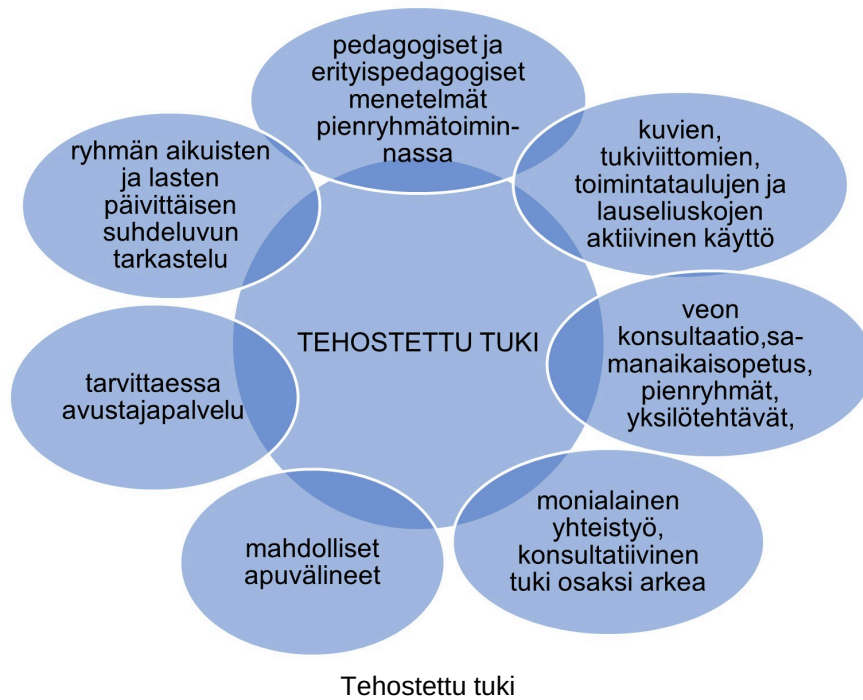 pedagogiset ja
erityispedagogiset
menetelmät
pienryhmätoimin-
nassa
kuvien,
tukiviittomien,
toimintataulujen ja
lauseliuskojen
aktiivinen käyttö
veon
konsultaatio,sa-
manaikaisopetus,
pienryhmät,
yksilötehtävät,
monialainen
yhteistyö,
konsultatiivinen
tuki osaksi arkea
mahdolliset
apuvälineet
tarvittaessa
avustajapalvelu
ryhmän aikuisten
ja lasten
päivittäisen
suhdeluvun
tarkastelu
TEHOSTETTU TUKI
Tehostettu tuki